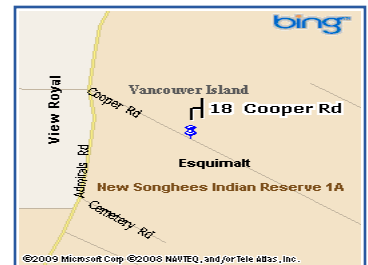 bing™
Vancouver Island
Cooper Rd
18 Cooper Rd
View Royal
Esquimalt
Admirals Rd
New Songhees Indian Reserve 1A
Cemetery Rd
©2009 Microsoft Corp ©2008 NAVTEQ, and/or Tele Atlas, Inc.